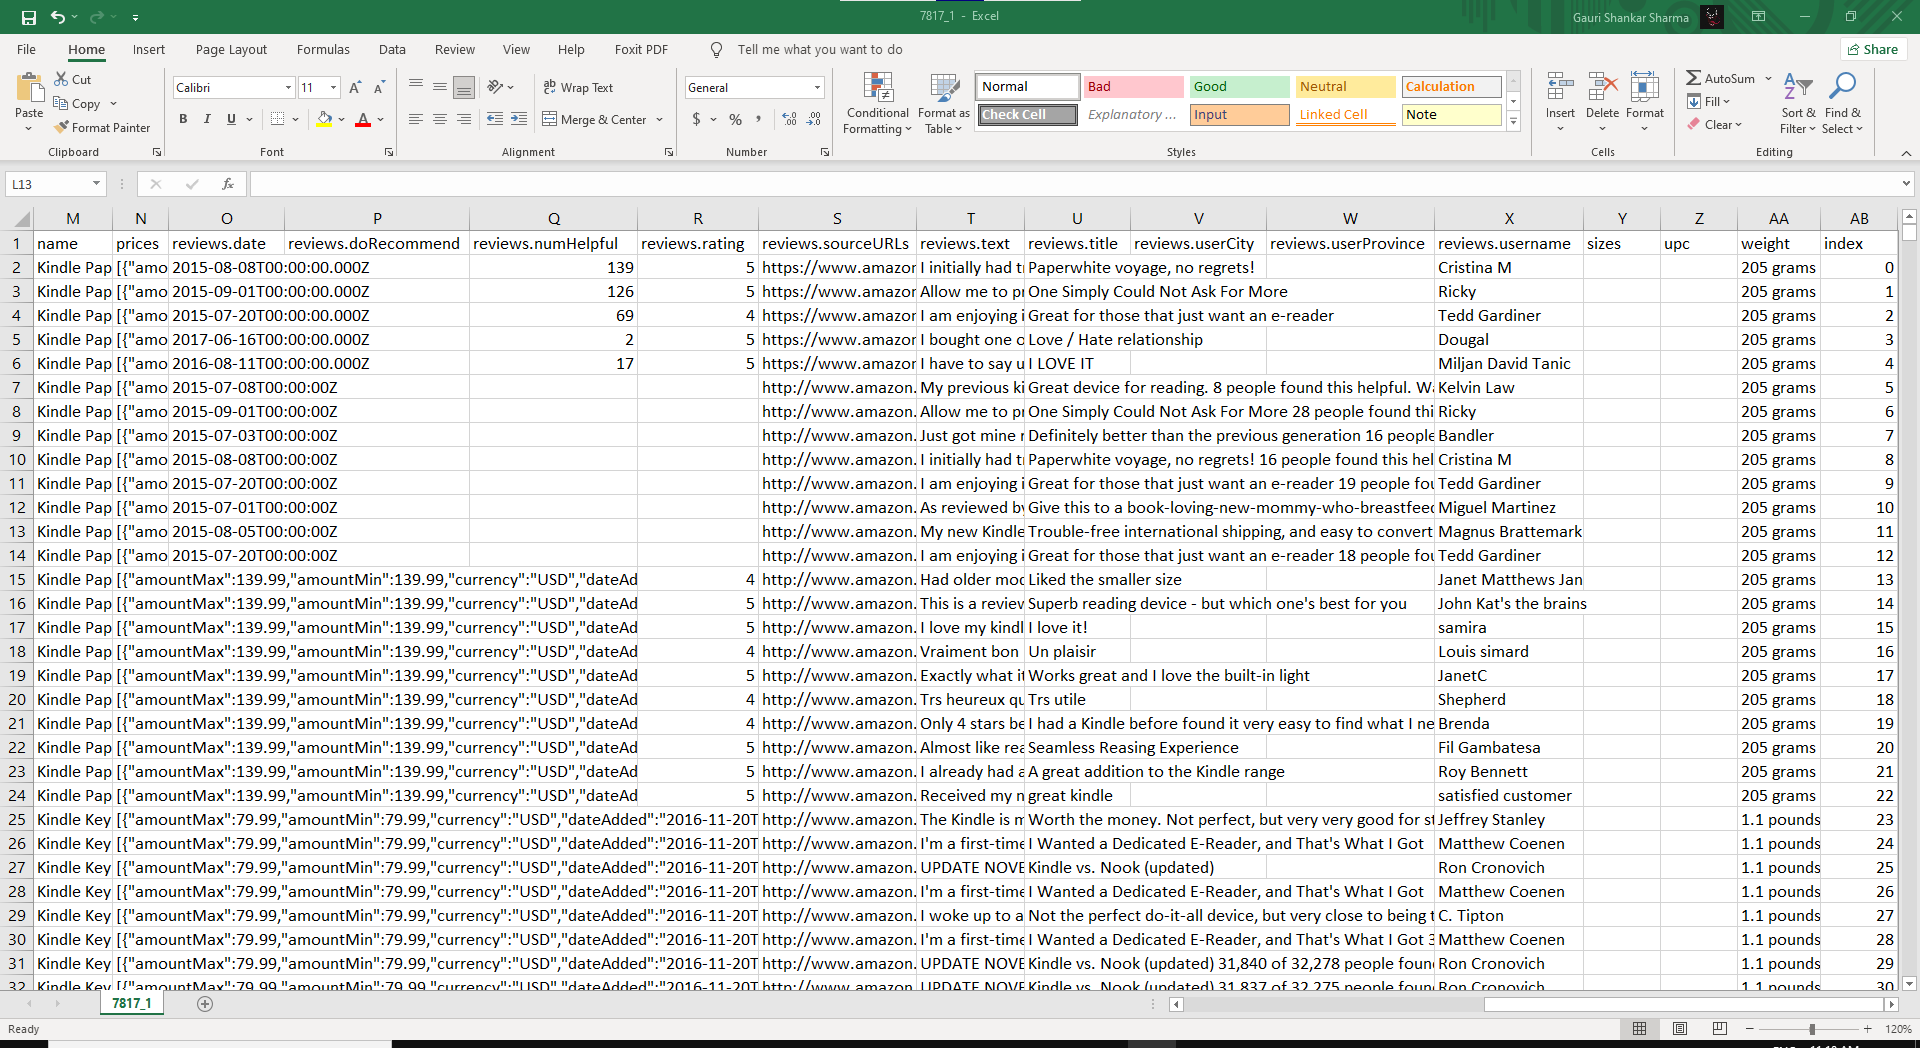 7817_1 - Excel
Gauri Shankar Sharma
File Home Insert Page Layout Formulas Data Review View Help Foxit PDF Tell me what you want to do Share
Paste Cut Copy Format Painter Clipboard
Calibri 11 B I U Font
Wrap Text Merge & Center Alignment
General $ % , Number
Conditional Formatting Format as Table Normal Bad Good Neutral Calculation
Check Cell Explanatory ... Input Linked Cell Note Styles
Insert Delete Format Cells
AutoSum Fill Clear Sort & Filter Find & Select Editing
L13 fx
M N O P Q R S T U V W X Y Z AA AB
1 name prices reviews.date reviews.doRecommend reviews.numHelpful reviews.rating reviews.sourceURLs reviews.text reviews.title reviews.userCity reviews.userProvince reviews.username sizes upc weight index
2 Kindle Pap [{"amo 2015-08-08T00:00:00.000Z 139 5 https://www.amazon I initially had t Paperwhite voyage, no regrets! Cristina M 205 grams 0
3 Kindle Pap [{"amo 2015-09-01T00:00:00.000Z 126 5 https://www.amazon Allow me to p One Simply Could Not Ask For More Ricky 205 grams 1
4 Kindle Pap [{"amo 2015-07-20T00:00:00.000Z 69 4 https://www.amazon I am enjoying i Great for those that just want an e-reader Tedd Gardiner 205 grams 2
5 Kindle Pap [{"amo 2017-06-16T00:00:00.000Z 2 5 https://www.amazon I bought one o Love / Hate relationship Dougal 205 grams 3
6 Kindle Pap [{"amo 2016-08-11T00:00:00.000Z 17 5 https://www.amazon I have to say u I LOVE IT Miljan David Tanic 205 grams 4
7 Kindle Pap [{"amo 2015-07-08T00:00:00Z http://www.amazon. My previous ki Great device for reading. 8 people found this helpful. Wa Kelvin Law 205 grams 5
8 Kindle Pap [{"amo 2015-09-01T00:00:00Z http://www.amazon. Allow me to p One Simply Could Not Ask For More 28 people found thi Ricky 205 grams 6
9 Kindle Pap [{"amo 2015-07-03T00:00:00Z http://www.amazon. Just got mine Definitely better than the previous generation 16 people Bandler 205 grams 7
10 Kindle Pap [{"amo 2015-08-08T00:00:00Z http://www.amazon. I initially had t Paperwhite voyage, no regrets! 16 people found this hel Cristina M 205 grams 8
11 Kindle Pap [{"amo 2015-07-20T00:00:00Z http://www.amazon. I am enjoying i Great for those that just want an e-reader 19 people fou Tedd Gardiner 205 grams 9
12 Kindle Pap [{"amo 2015-07-01T00:00:00Z http://www.amazon. As reviewed by Give this to a book-loving-new-mommy-who-breastfeed Miguel Martinez 205 grams 10
13 Kindle Pap [{"amo 2015-08-05T00:00:00Z http://www.amazon. My new Kindle Trouble-free international shipping, and easy to convert Magnus Brattemark 205 grams 11
14 Kindle Pap [{"amo 2015-07-20T00:00:00Z http://www.amazon. I am enjoying i Great for those that just want an e-reader 18 people fou Tedd Gardiner 205 grams 12
15 Kindle Pap [{"amountMax":139.99,"amountMin":139.99,"currency":"USD","dateAd 4 http://www.amazon. Had older mod Liked the smaller size Janet Matthews Jan 205 grams 13
16 Kindle Pap [{"amountMax":139.99,"amountMin":139.99,"currency":"USD","dateAd 5 http://www.amazon. This is a review Superb reading device - but which one's best for you John Kat's the brains 205 grams 14
17 Kindle Pap [{"amountMax":139.99,"amountMin":139.99,"currency":"USD","dateAd 5 http://www.amazon. I love my kindl I love it! samira 205 grams 15
18 Kindle Pap [{"amountMax":139.99,"amountMin":139.99,"currency":"USD","dateAd 4 http://www.amazon. Vraiment bon Un plaisir Louis simard 205 grams 16
19 Kindle Pap [{"amountMax":139.99,"amountMin":139.99,"currency":"USD","dateAd 5 http://www.amazon. Exactly what it Works great and I love the built-in light JanetC 205 grams 17
20 Kindle Pap [{"amountMax":139.99,"amountMin":139.99,"currency":"USD","dateAd 4 http://www.amazon. Trs heureux qu Trs utile Shepherd 205 grams 18
21 Kindle Pap [{"amountMax":139.99,"amountMin":139.99,"currency":"USD","dateAd 4 http://www.amazon. Only 4 stars be I had a Kindle before found it very easy to find what I ne Brenda 205 grams 19
22 Kindle Pap [{"amountMax":139.99,"amountMin":139.99,"currency":"USD","dateAd 5 http://www.amazon. Almost like rea Seamless Reasing Experience Fil Gambatesa 205 grams 20
23 Kindle Pap [{"amountMax":139.99,"amountMin":139.99,"currency":"USD","dateAd 5 http://www.amazon. I already had a A great addition to the Kindle range Roy Bennett 205 grams 21
24 Kindle Pap [{"amountMax":139.99,"amountMin":139.99,"currency":"USD","dateAd 5 http://www.amazon. Received my n great kindle satisfied customer 205 grams 22
25 Kindle Key [{"amountMax":79.99,"amountMin":79.99,"currency":"USD","dateAdded":"2016-11-20T http://www.amazon. The Kindle is m Worth the money. Not perfect, but very very good for st Jeffrey Stanley 1.1 pounds 23
26 Kindle Key [{"amountMax":79.99,"amountMin":79.99,"currency":"USD","dateAdded":"2016-11-20T http://www.amazon. I'm a first-time I Wanted a Dedicated E-Reader, and That's What I Got Matthew Coenen 1.1 pounds 24
27 Kindle Key [{"amountMax":79.99,"amountMin":79.99,"currency":"USD","dateAdded":"2016-11-20T http://www.amazon. UPDATE NOVE Kindle vs. Nook (updated) Ron Cronovich 1.1 pounds 25
28 Kindle Key [{"amountMax":79.99,"amountMin":79.99,"currency":"USD","dateAdded":"2016-11-20T http://www.amazon. I'm a first-time I Wanted a Dedicated E-Reader, and That's What I Got Matthew Coenen 1.1 pounds 26
29 Kindle Key [{"amountMax":79.99,"amountMin":79.99,"currency":"USD","dateAdded":"2016-11-20T http://www.amazon. I woke up to a Not the perfect do-it-all device, but very close to being t C. Tipton 1.1 pounds 27
30 Kindle Key [{"amountMax":79.99,"amountMin":79.99,"currency":"USD","dateAdded":"2016-11-20T http://www.amazon. I'm a first-time I Wanted a Dedicated E-Reader, and That's What I Got 3 Matthew Coenen 1.1 pounds 28
31 Kindle Key [{"amountMax":79.99,"amountMin":79.99,"currency":"USD","dateAdded":"2016-11-20T http://www.amazon. UPDATE NOVE Kindle vs. Nook (updated) 31,840 of 32,278 people foun Ron Cronovich 1.1 pounds 29
32 Kindle Key [{"amountMax":79.99,"amountMin":79.99,"currency":"USD","dateAdded":"2016-11-20T http://www.amazon. UPDATE NOVE Kindle vs. Nook (updated) 31,837 of 32,275 people foun Ron Cronovich 1.1 pounds 30
7817_1
Ready 120%